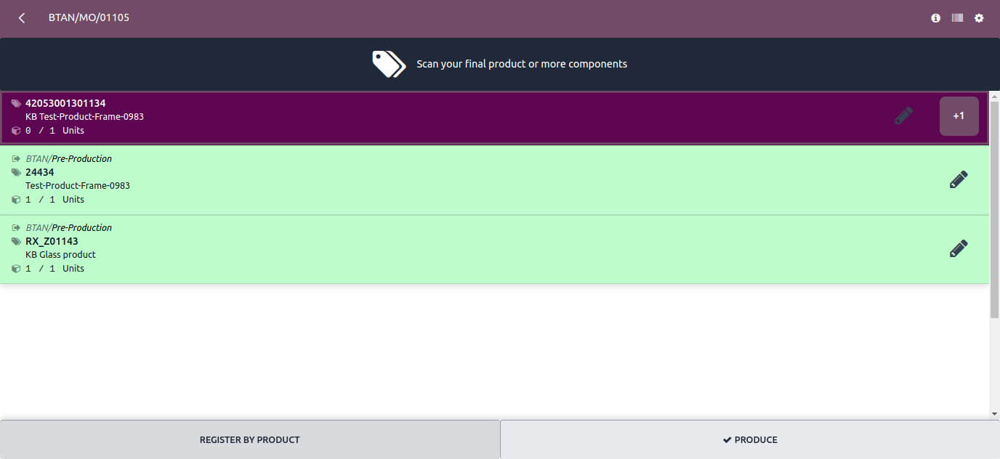 BTAN/MO/01105
Scan your final product or more components
42053001301134
KB Test-Product-Frame-0983
0 / 1 Units
+1
BTAN/Pre-Production
24434
Test-Product-Frame-0983
1 / 1 Units
BTAN/Pre-Production
RX_Z01143
KB Glass product
1 / 1 Units
REGISTER BY PRODUCT
PRODUCE